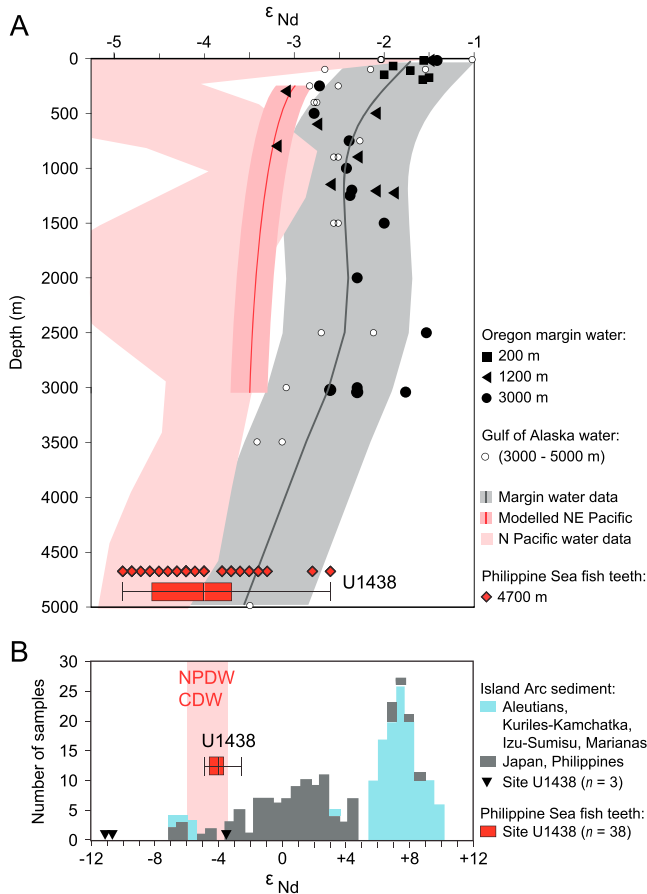 A
ε Nd
-5 -4 -3 -2 -1
0
500
1000
1500
2000
2500
3000
3500
4000
4500
5000
Depth (m)
U1438
Oregon margin water:
200 m
1200 m
3000 m
Gulf of Alaska water:
(3000 - 5000 m)
Margin water data
Modelled NE Pacific
N Pacific water data
Philippine Sea fish teeth:
4700 m
B
30
25
20
15
10
5
0
Number of samples
NPDW
CDW
U1438
-12 -8 -4 0 +4 +8 +12
ε Nd
Island Arc sediment:
Aleutians,
Kuriles-Kamchatka,
Izu-Sumisu, Marianas
Japan, Philippines
Site U1438 (n = 3)
Philippine Sea fish teeth:
Site U1438 (n = 38)